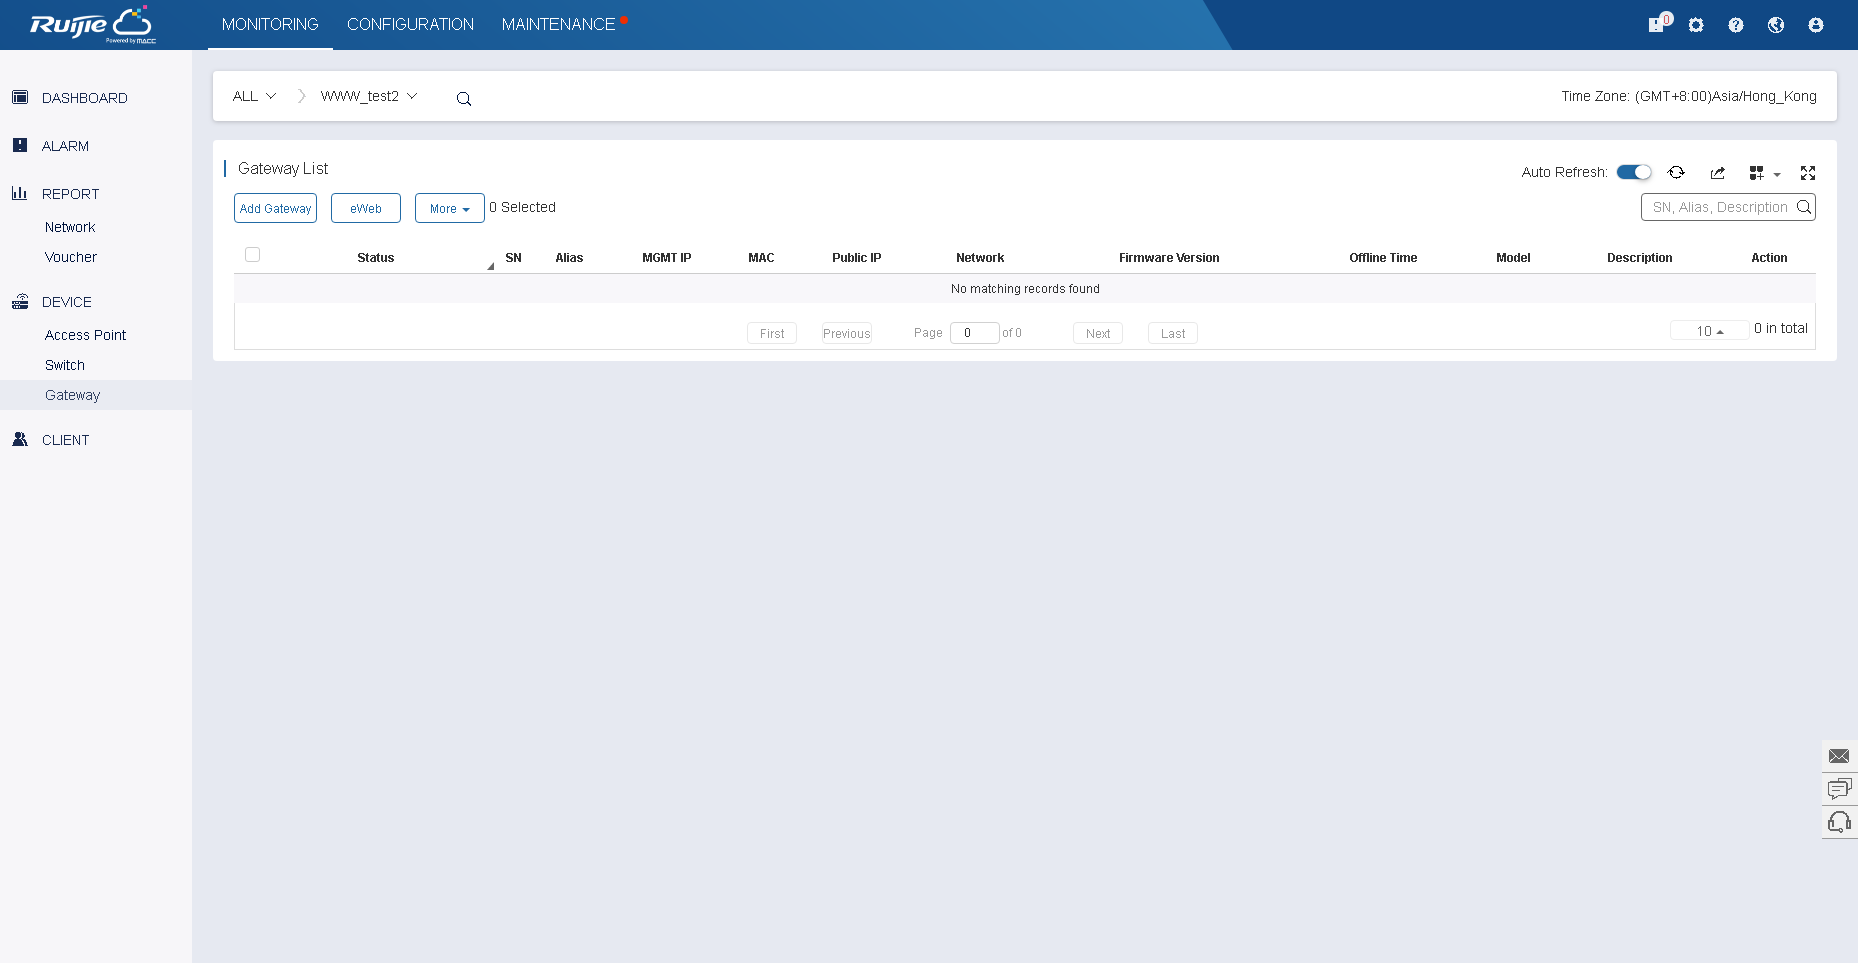 Ruijie
Powered by MACC
MONITORING CONFIGURATION MAINTENANCE
0
DASHBOARD
ALARM
REPORT
Network
Voucher
DEVICE
Access Point
Switch
Gateway
CLIENT
ALL WWW_test2
Time Zone: (GMT+8:00)Asia/Hong_Kong
Gateway List
Auto Refresh:
Add Gateway eWeb More 0 Selected
SN, Alias, Description
Status SN Alias MGMT IP MAC Public IP Network Firmware Version Offline Time Model Description Action
No matching records found
First Previous Page 0 of 0 Next Last 10 0 in total